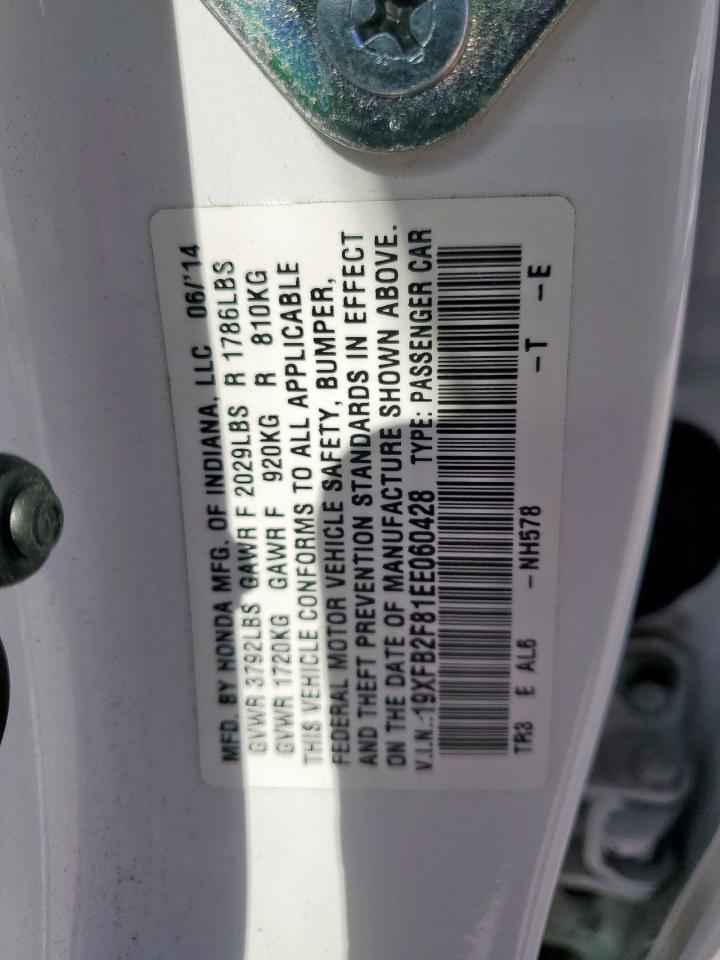 MFD. BY HONDA MFG. OF INDIANA, LLC 06/'14
GVWR 3792LBS GAWR F 2029LBS R 1786LBS
GVWR 1720KG GAWR F 920KG R 810KG
THIS VEHICLE CONFORMS TO ALL APPLICABLE
FEDERAL MOTOR VEHICLE SAFETY, BUMPER,
AND THEFT PREVENTION STANDARDS IN EFFECT
ON THE DATE OF MANUFACTURE SHOWN ABOVE.
V.I.N.:19XFB2F81EE060428 TYPE: PASSENGER CAR
TR3 E AL6 -T -E
-NH578